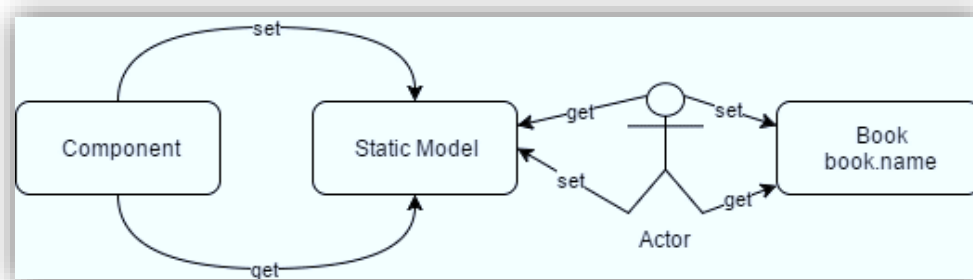 set
Component
Static Model
get
set
Book
book.name
set
get
Actor
get